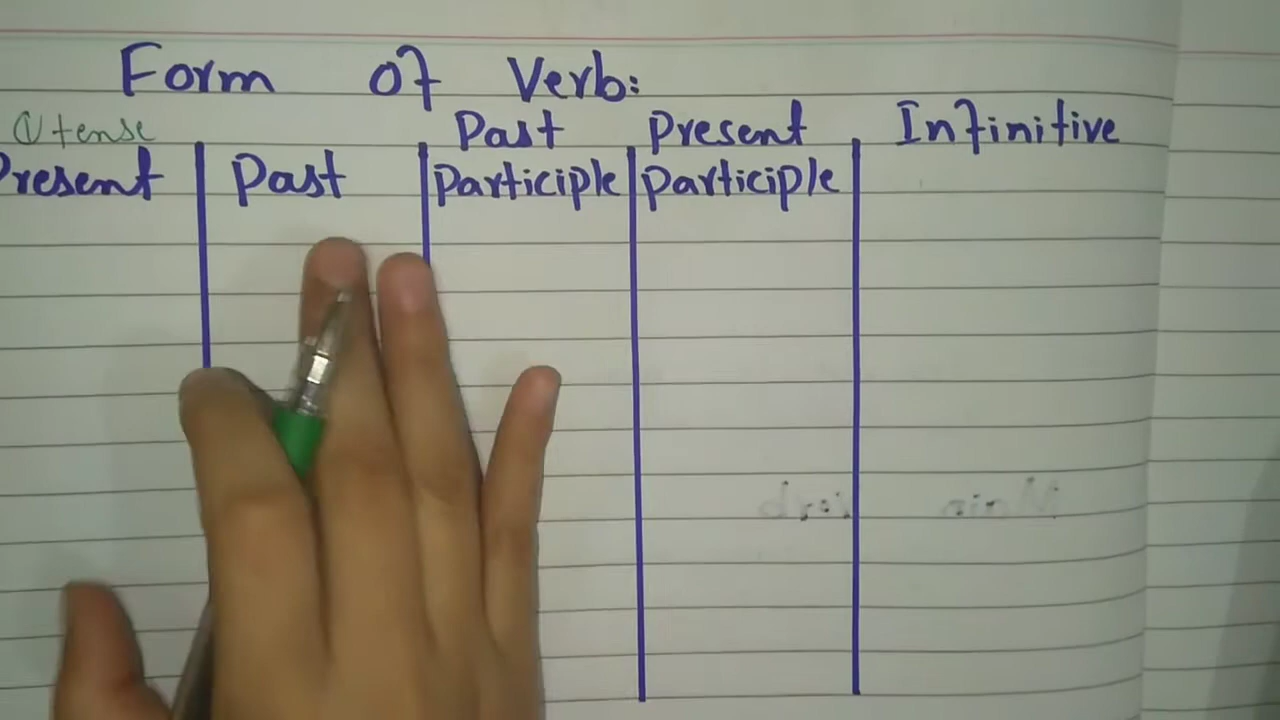 Form of Verb:
① tense
Present Past Past Participle Present Participle Infinitive